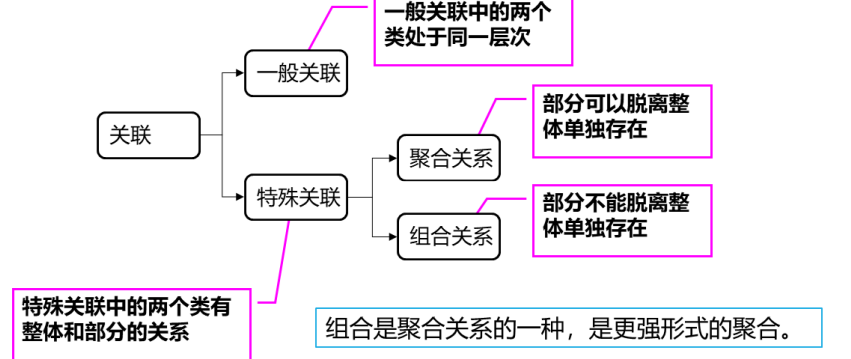 一般关联中的两个
类处于同一层次
一般关联
部分可以脱离整
体单独存在
关联
聚合关系
特殊关联
部分不能脱离整
体单独存在
组合关系
特殊关联中的两个类有
整体和部分的关系
组合是聚合关系的一种，是更强形式的聚合。